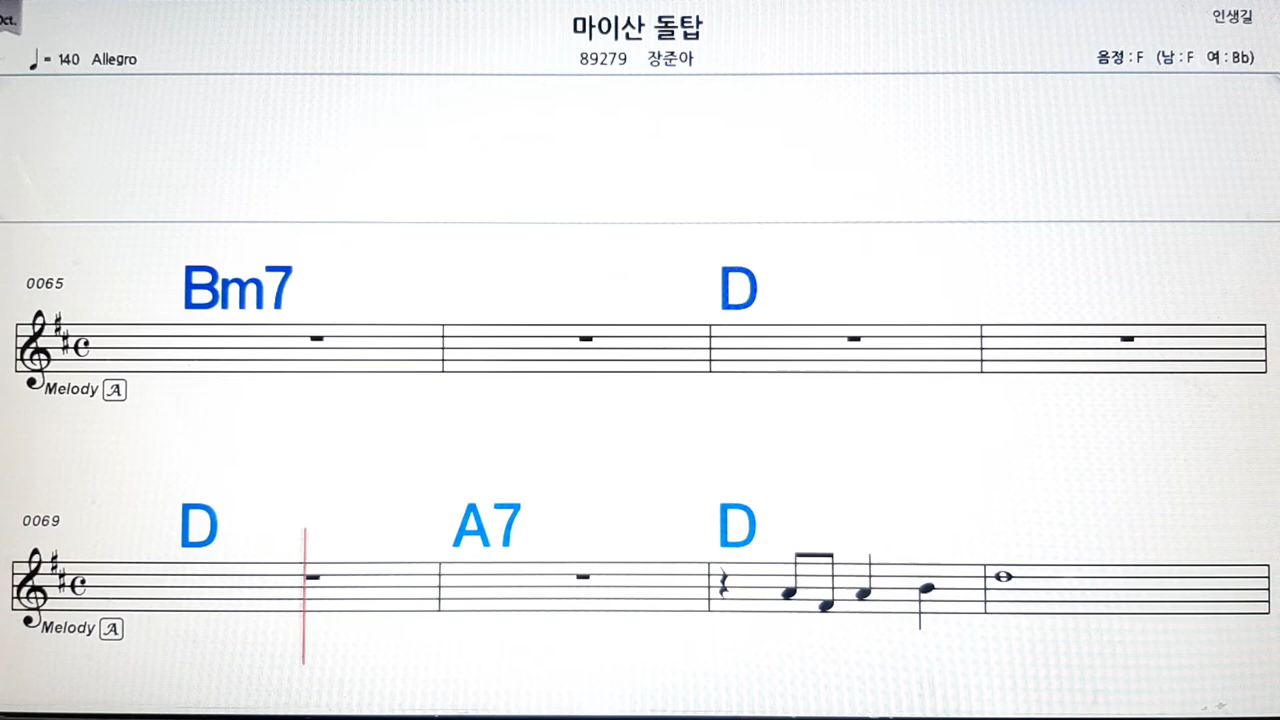 Oct.
마이산 돌탑
인생길
♩= 140 Allegro
89279 장준아
음정 : F (남 : F 여 : Bb)
0065
Bm7 D
Melody A
0069
D A7 D
Melody A